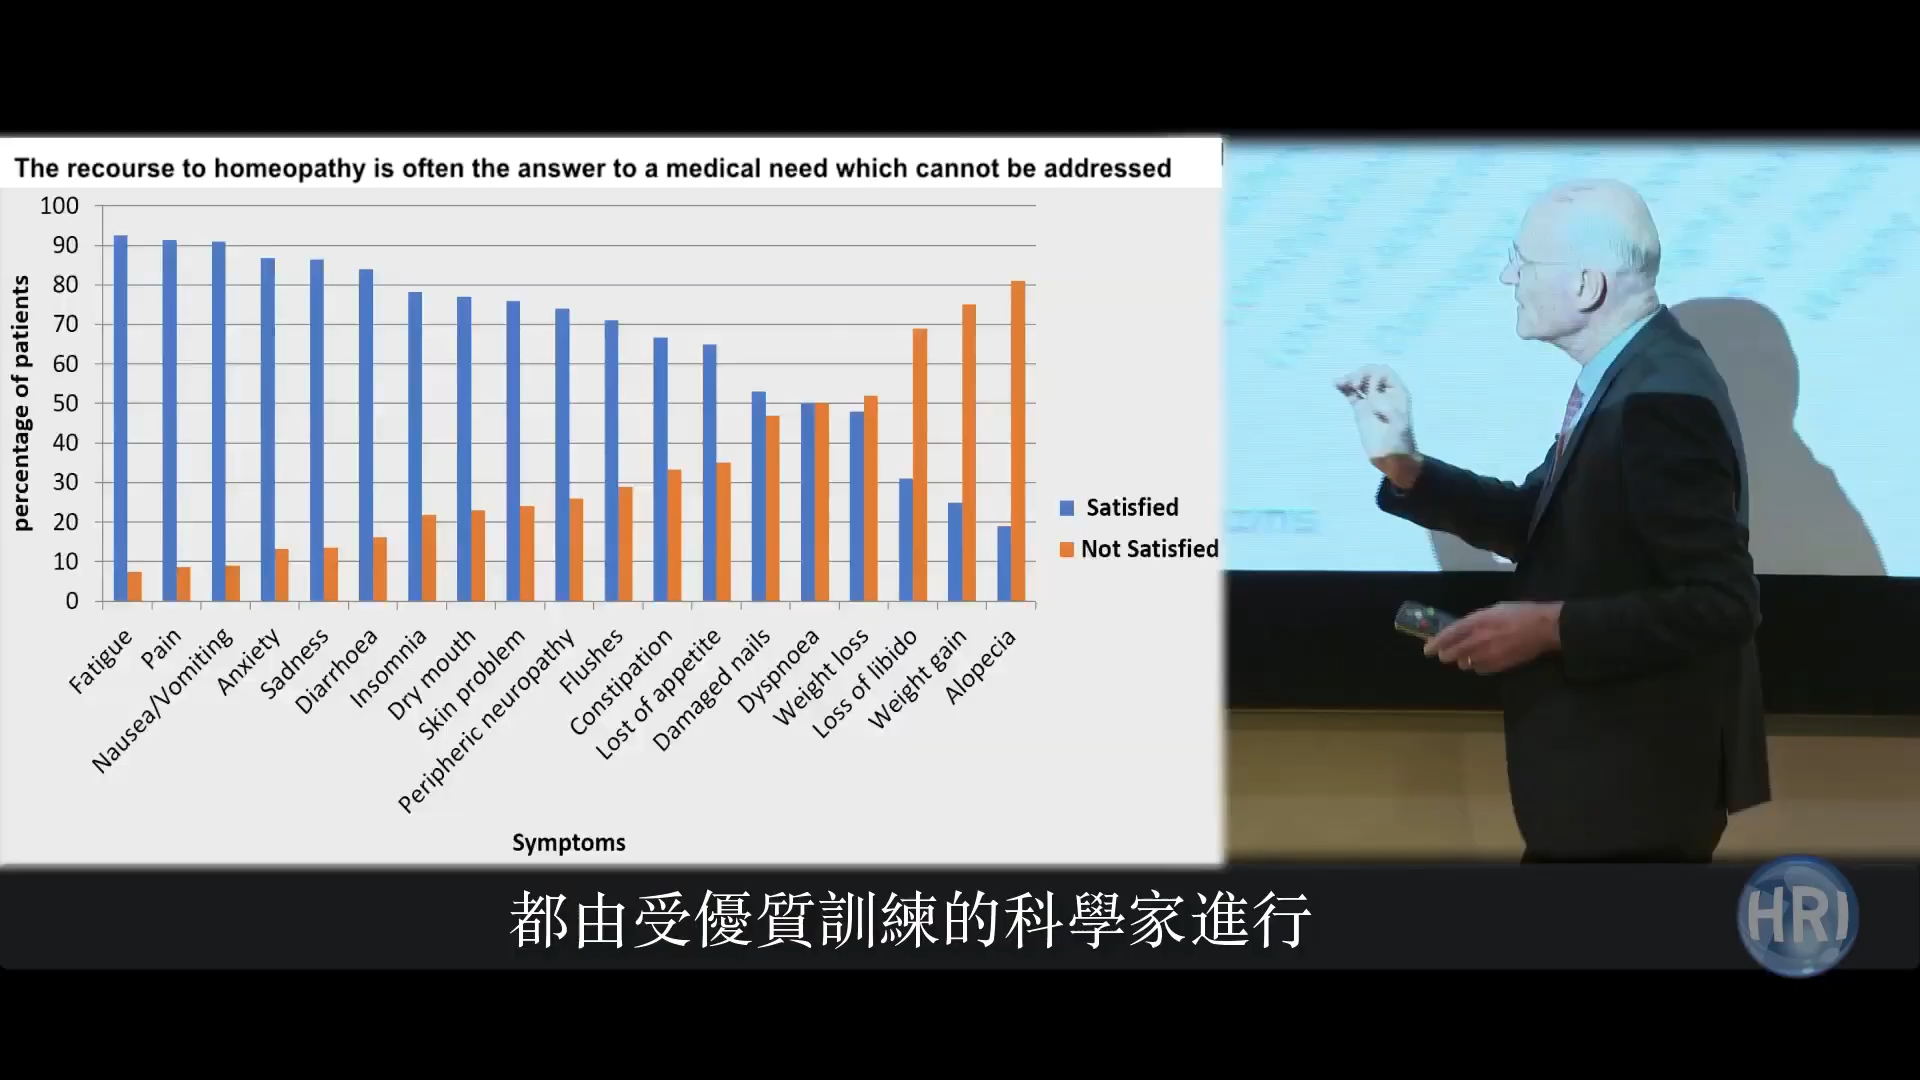 The recourse to homeopathy is often the answer to a medical need which cannot be addressed
percentage of patients
100
90
80
70
60
50
40
30
20
10
0
Fatigue
Pain
Nausea/Vomiting
Anxiety
Sadness
Diarrhoea
Insomnia
Dry mouth
Skin problem
Peripheric neuropathy
Flushes
Constipation
Lost of appetite
Damaged nails
Dyspnoea
Weight loss
Loss of libido
Weight gain
Alopecia
Symptoms
Satisfied
Not Satisfied
都由受優質訓練的科學家進行
HRI